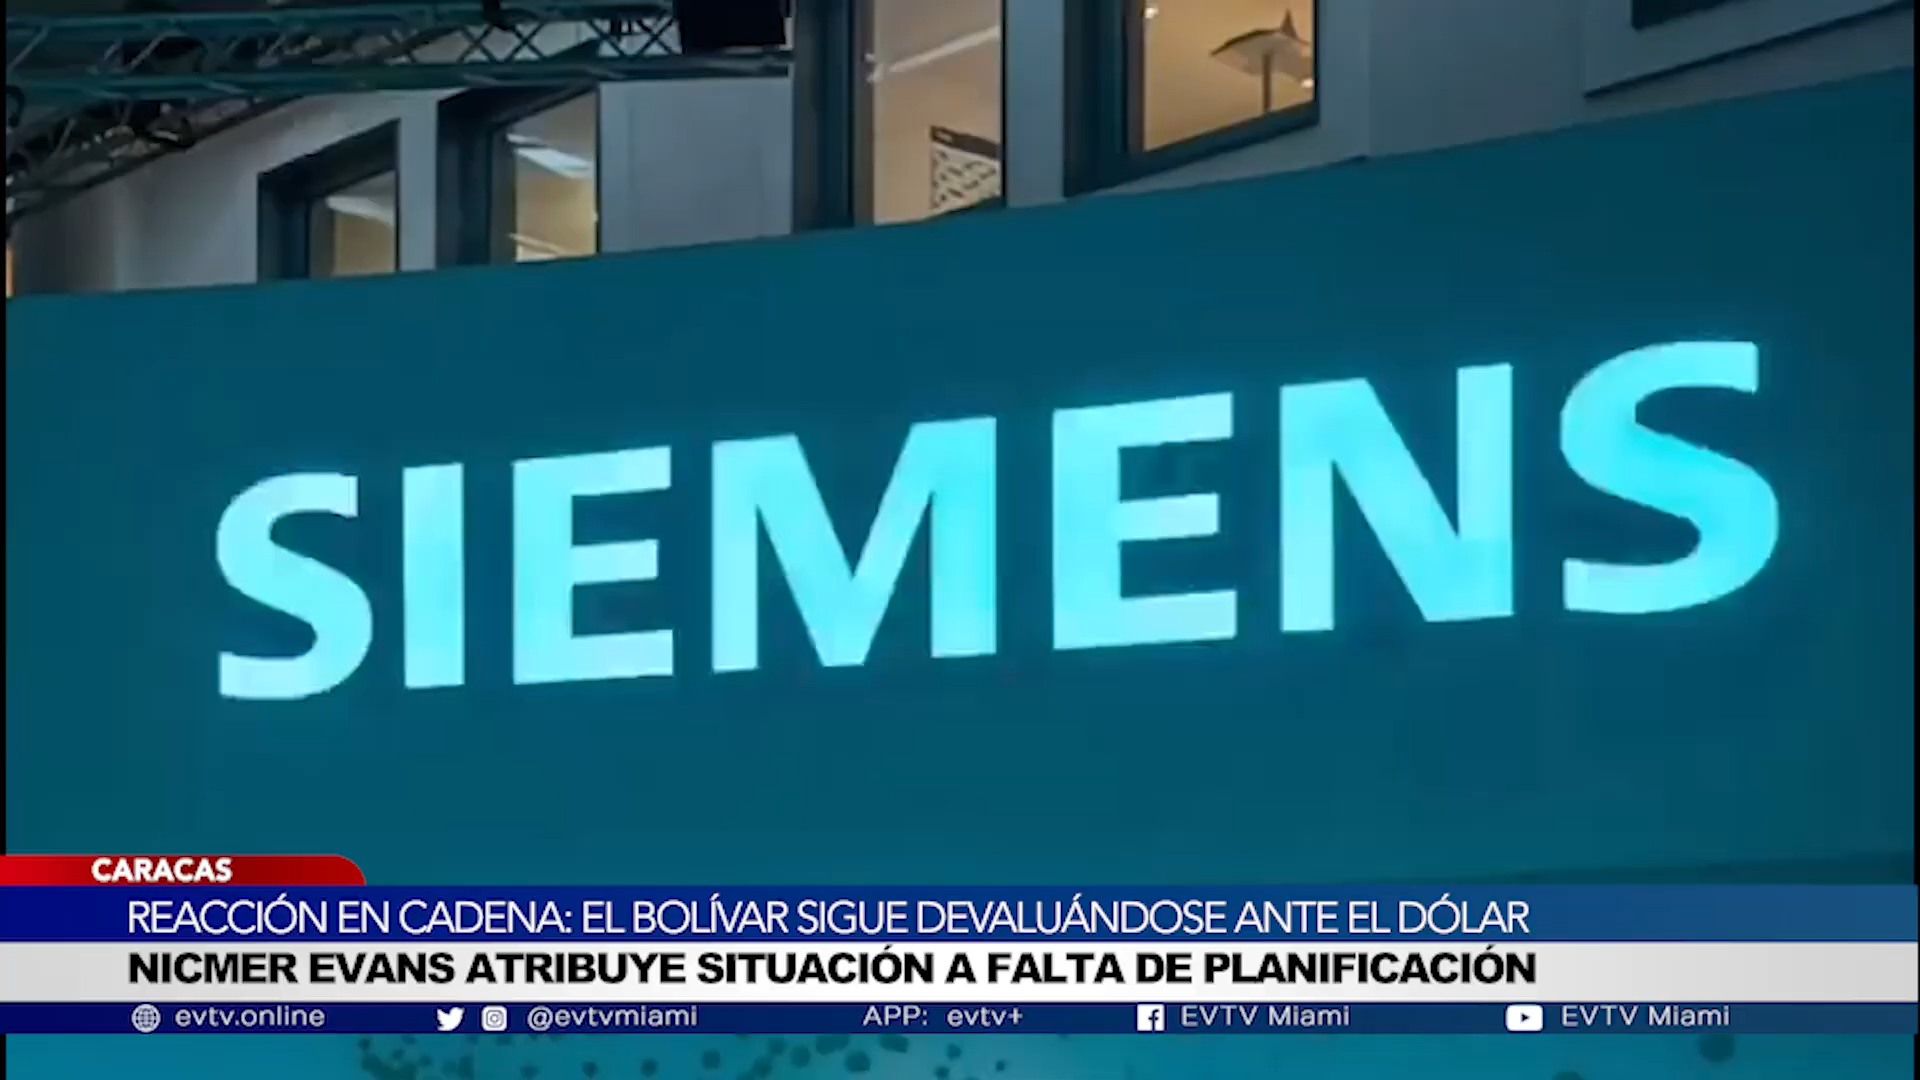 SIEMENS
CARACAS
REACCIÓN EN CADENA: EL BOLÍVAR SIGUE DEVALUÁNDOSE ANTE EL DÓLAR
NICMER EVANS ATRIBUYE SITUACIÓN A FALTA DE PLANIFICACIÓN
evtv.online @evtvmiami APP: evtv+ EVTV Miami EVTV Miami